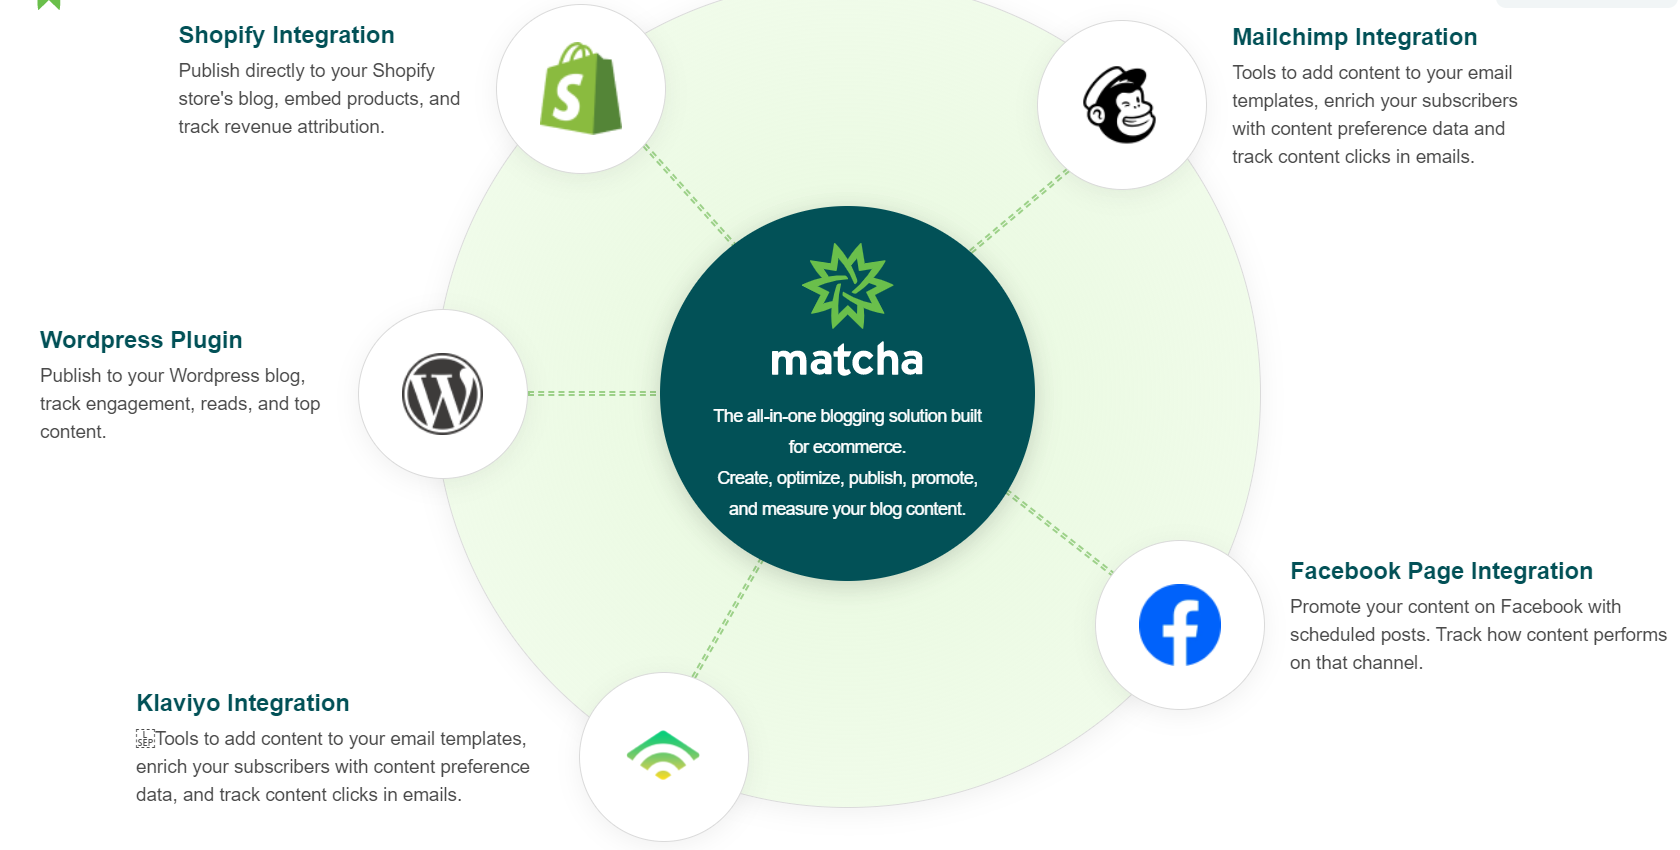 Shopify Integration
Publish directly to your Shopify
store's blog, embed products, and
track revenue attribution.
Mailchimp Integration
Tools to add content to your email
templates, enrich your subscribers
with content preference data and
track content clicks in emails.
matcha
The all-in-one blogging solution built
for ecommerce.
Create, optimize, publish, promote,
and measure your blog content.
Wordpress Plugin
Publish to your Wordpress blog,
track engagement, reads, and top
content.
Facebook Page Integration
Promote your content on Facebook with
scheduled posts. Track how content performs
on that channel.
Klaviyo Integration
L SEP Tools to add content to your email templates,
enrich your subscribers with content preference
data, and track content clicks in emails.